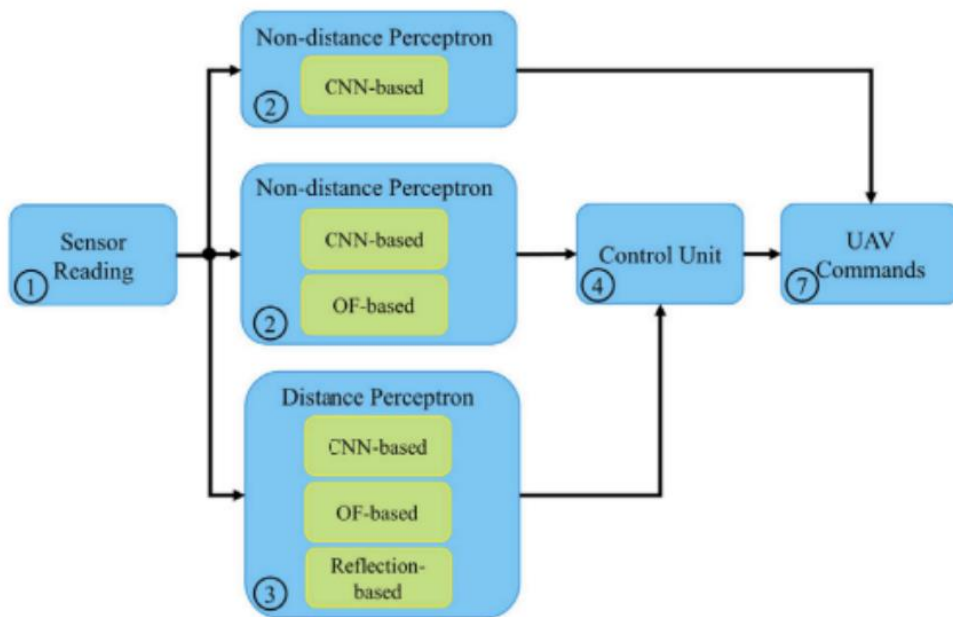 Non-distance Perceptron
CNN-based
2
Non-distance Perceptron
CNN-based
OF-based
2
Sensor
Reading
1
Control Unit
4
UAV
Commands
7
Distance Perceptron
CNN-based
OF-based
Reflection-
based
3